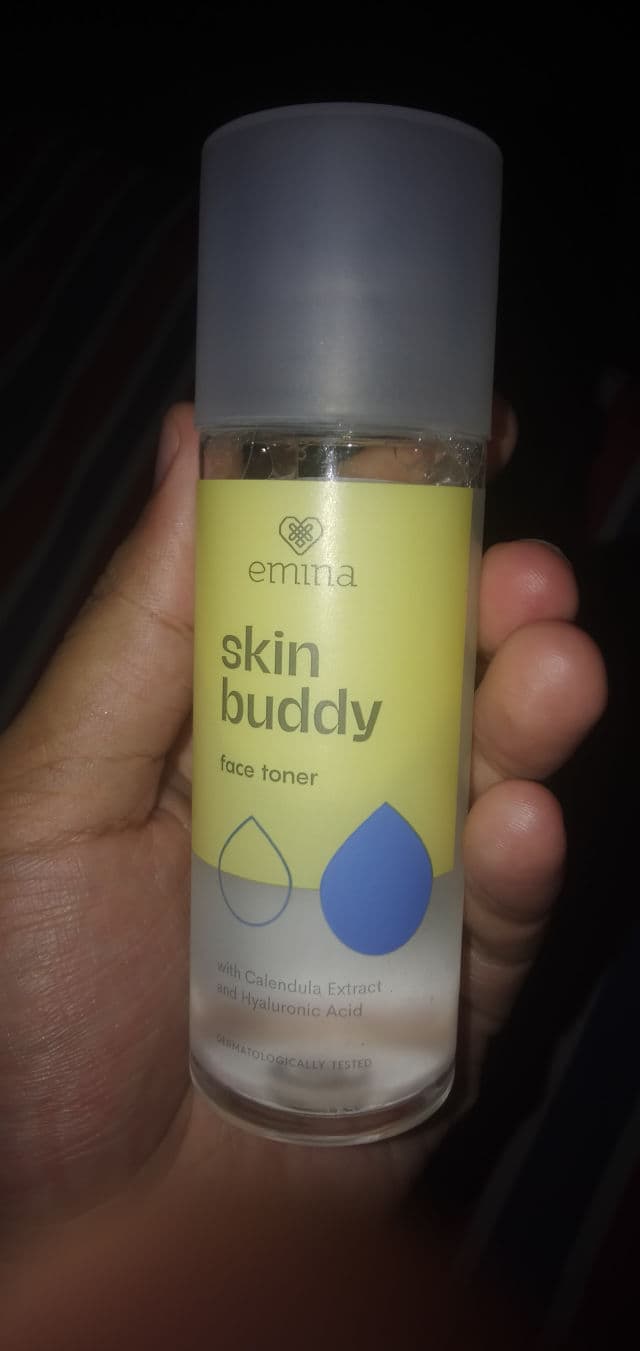 emina
skin
buddy
face toner
with Calendula Extract
and Hyaluronic Acid
DERMATOLOGICALLY TESTED